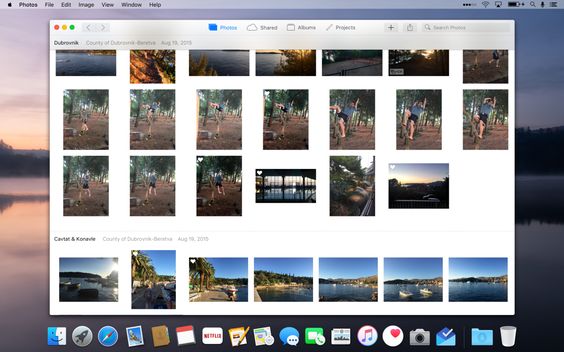 Photos File Edit Image View Window Help
Photos Shared Albums Projects Search Photos
Dubrovnik County of Dubrovnik-Neretva Aug 19, 2015
Cavtat & Konavle County of Dubrovnik-Neretva Aug 19, 2015
NETFLIX